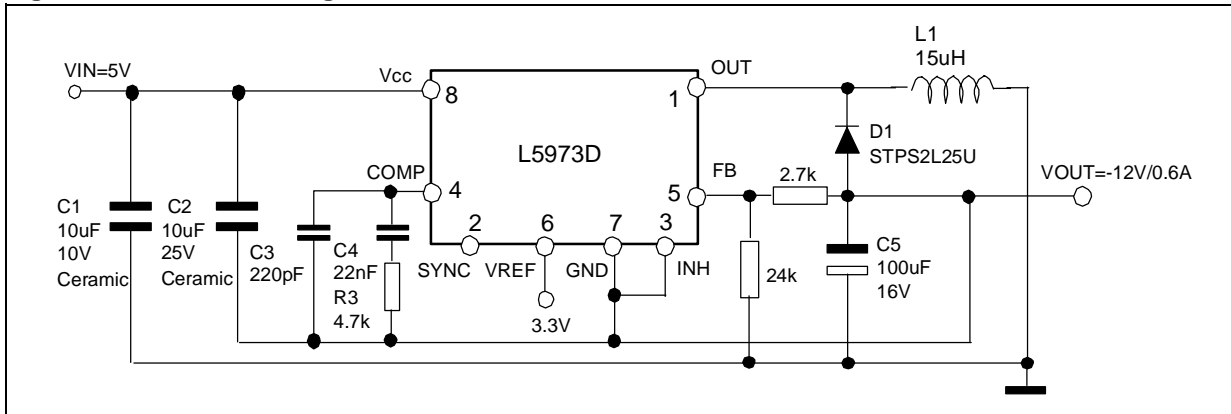 L1
15uH
VIN=5V
Vcc
OUT
8
1
L5973D
D1
STPS2L25U
COMP
FB
2.7k
VOUT=-12V/0.6A
4
5
2
6
7
3
C1
10uF
10V
Ceramic
C2
10uF
25V
Ceramic
C3
220pF
C4
22nF
R3
4.7k
SYNC
VREF
GND
INH
3.3V
24k
C5
100uF
16V